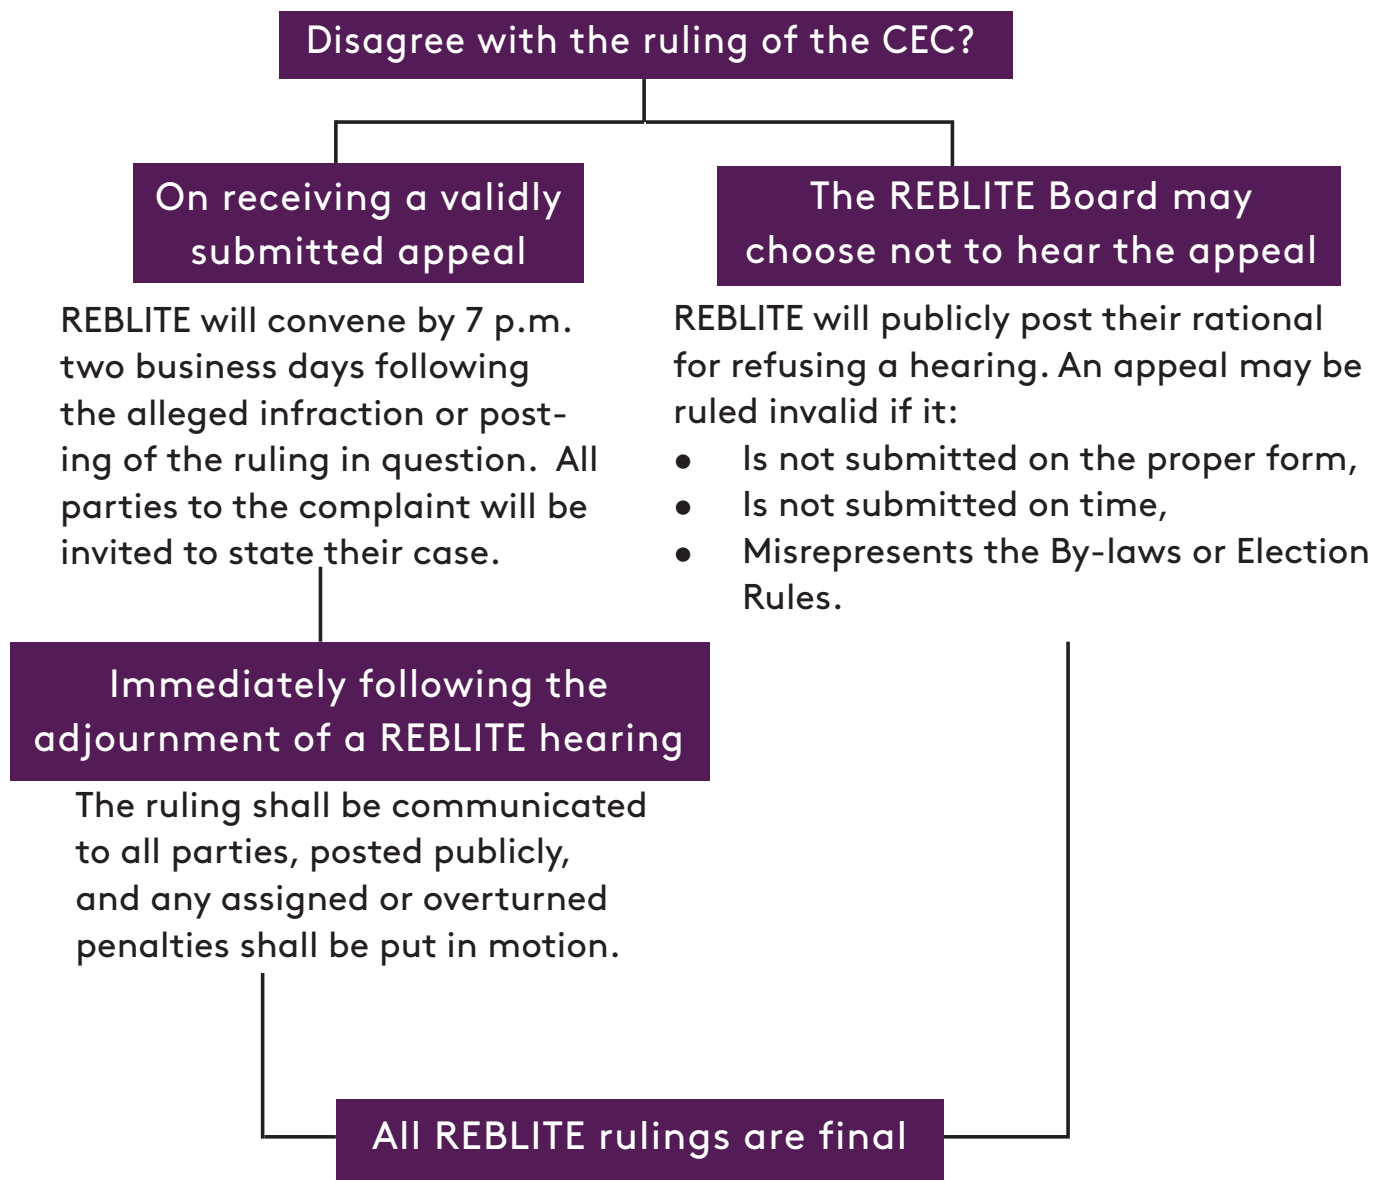 Disagree with the ruling of the CEC?
On receiving a validly
submitted appeal
REBLITE will convene by 7 p.m.
two business days following
the alleged infraction or post-
ing of the ruling in question.  All
parties to the complaint will be
invited to state their case.
Immediately following the
adjournment of a REBLITE hearing
The ruling shall be communicated
to all parties, posted publicly,
and any assigned or overturned
penalties shall be put in motion.
The REBLITE Board may
choose not to hear the appeal
REBLITE will publicly post their rational
for refusing a hearing. An appeal may be
ruled invalid if it:
● Is not submitted on the proper form,
● Is not submitted on time,
● Misrepresents the By-laws or Election
Rules.
All REBLITE rulings are final